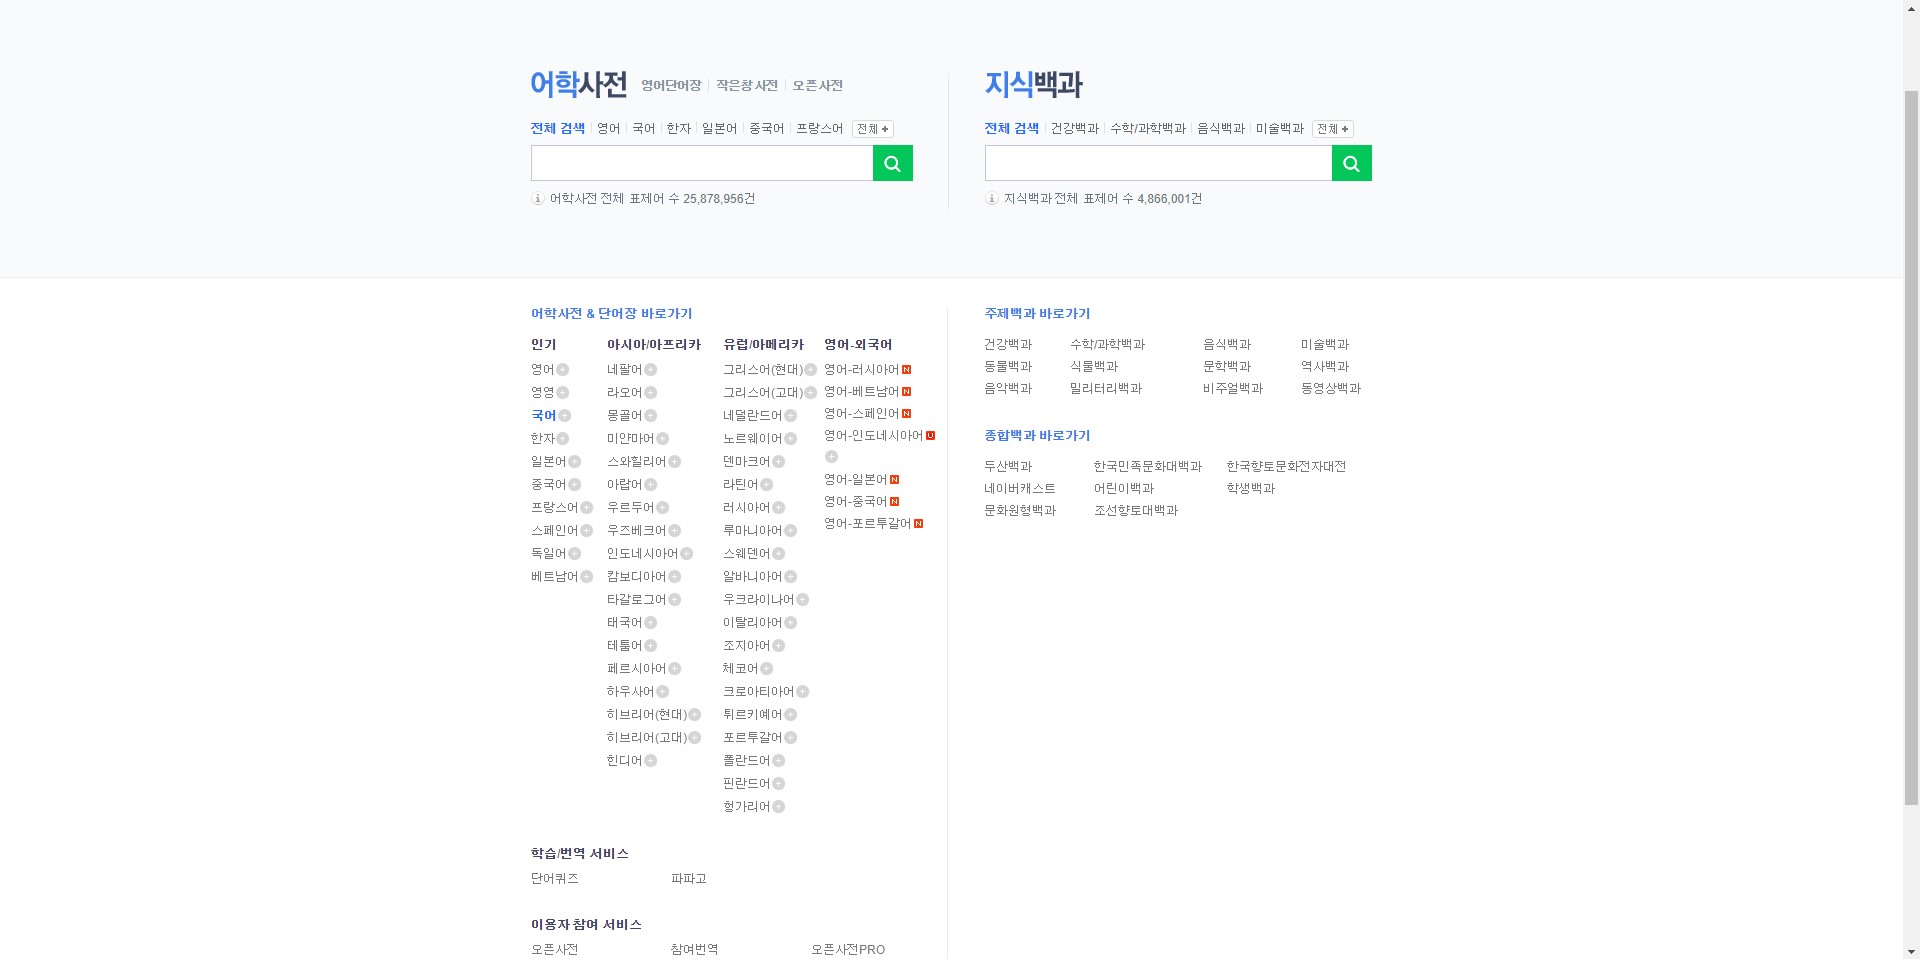 어학사전 영어단어장 작은창사전 오픈사전
전체 검색 영어 국어 한자 일본어 중국어 프랑스어 전체
어학사전 전체 표제어 수 25,878,956건
지식백과
전체 검색 건강백과 수학/과학백과 음식백과 미술백과 전체
지식백과 전체 표제어 수 4,866,001건
어학사전 & 단어장 바로가기
인기
영어
영영
국어
한자
일본어
중국어
프랑스어
스페인어
독일어
베트남어
아시아/아프리카
네팔어
라오어
몽골어
미얀마어
스와힐리어
아랍어
우르두어
우즈베크어
인도네시아어
캄보디아어
타갈로그어
태국어
테툼어
페르시아어
하우사어
히브리어(현대)
히브리어(고대)
힌디어
유럽/아메리카
그리스어(현대)
그리스어(고대)
네덜란드어
노르웨이어
덴마크어
라틴어
러시아어
루마니아어
스웨덴어
알바니아어
우크라이나어
이탈리아어
조지아어
체코어
크로아티아어
튀르키예어
포르투갈어
폴란드어
핀란드어
헝가리어
영어-외국어
영어-러시아어 N
영어-베트남어 N
영어-스페인어 N
영어-인도네시아어 U
영어-일본어 N
영어-중국어 N
영어-포르투갈어 N
학습/번역 서비스
단어퀴즈 파파고
이용자 참여 서비스
오픈사전 참여번역 오픈사전PRO
주제백과 바로가기
건강백과 수학/과학백과 음식백과 미술백과
동물백과 식물백과 문학백과 역사백과
음악백과 밀리터리백과 비주얼백과 동영상백과
종합백과 바로가기
두산백과 한국민족문화대백과 한국향토문화전자대전
네이버캐스트 어린이백과 학생백과
문화원형백과 조선향토대백과